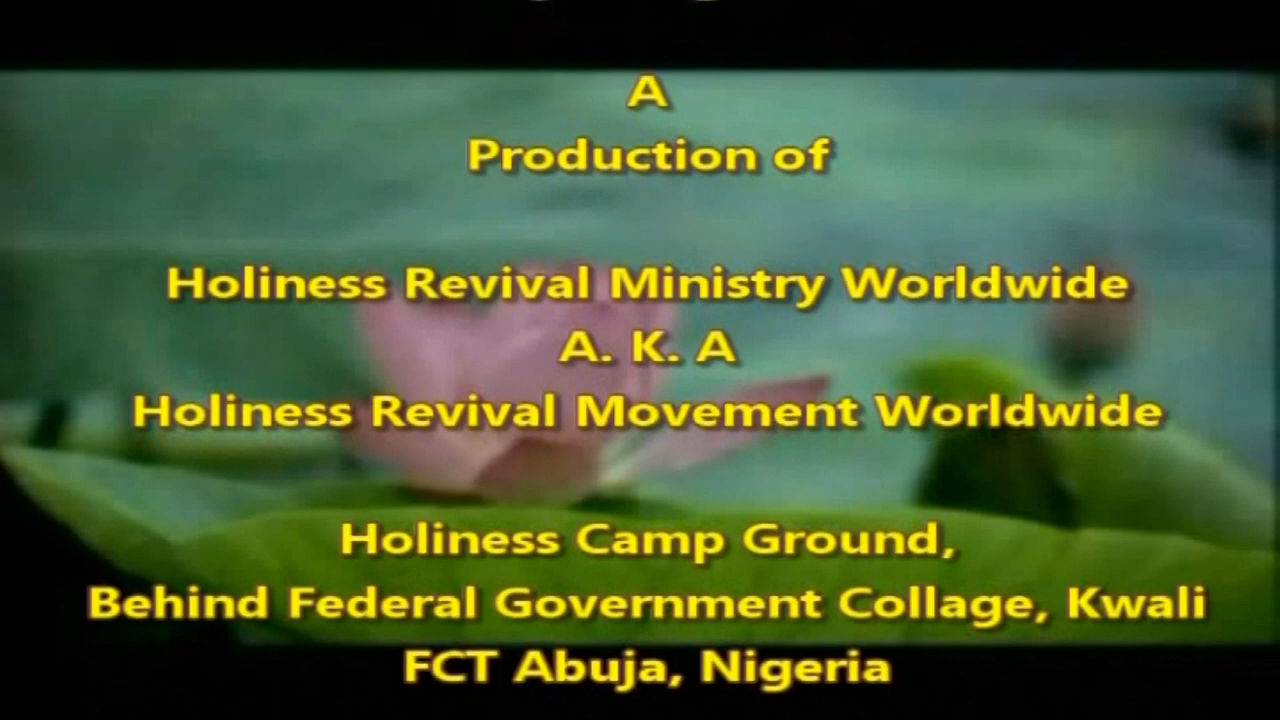 A
Production of
Holiness Revival Ministry Worldwide
A. K. A
Holiness Revival Movement Worldwide
Holiness Camp Ground,
Behind Federal Government Collage, Kwali
FCT Abuja, Nigeria